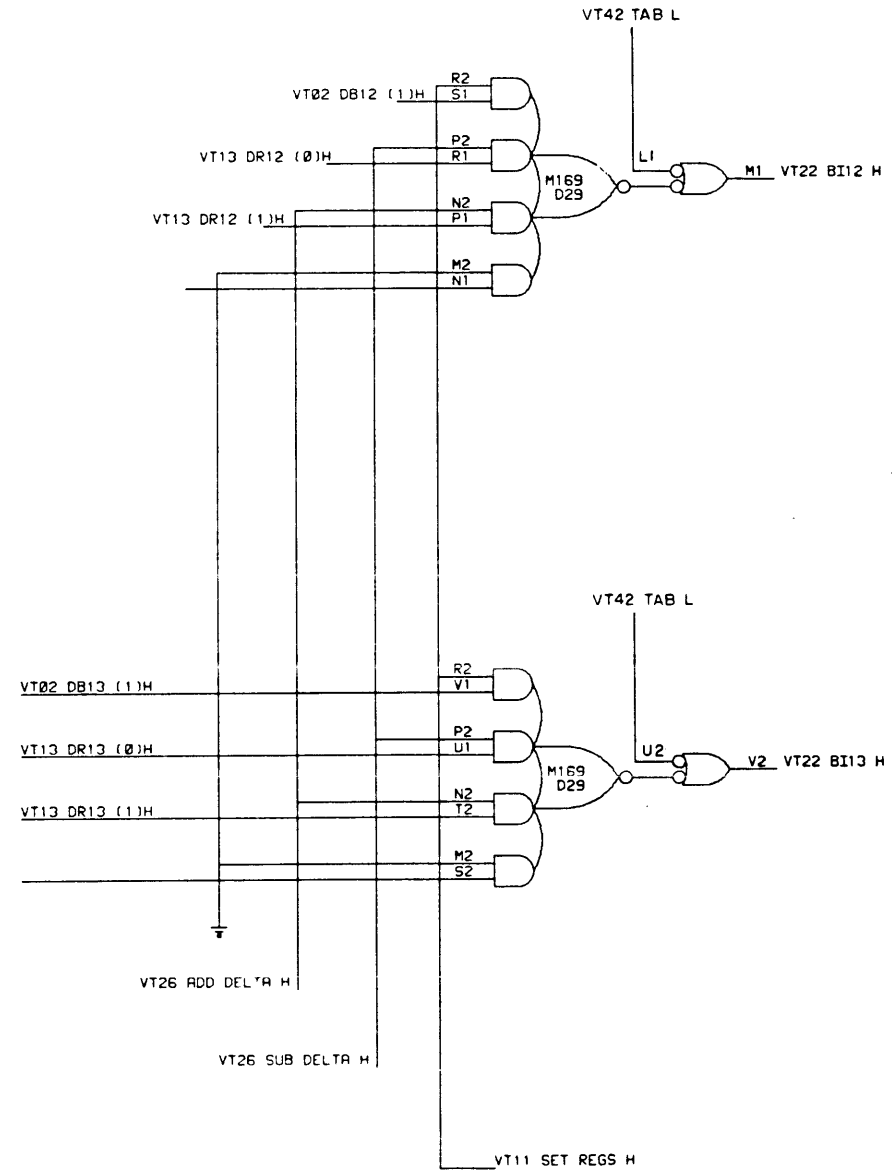 VT42 TAB L
R2
VT02 DB12 (1)H S1
P2
VT13 DR12 (0)H R1
L1
M1 VT22 BI12 H
M169
D29
N2
VT13 DR12 (1)H P1
M2
N1
VT42 TAB L
R2
VT02 DB13 (1)H V1
P2
VT13 DR13 (0)H U1
U2
V2 VT22 BI13 H
M169
D29
N2
VT13 DR13 (1)H T2
M2
S2
VT26 ADD DELTA H
VT26 SUB DELTA H
VT11 SET REGS H